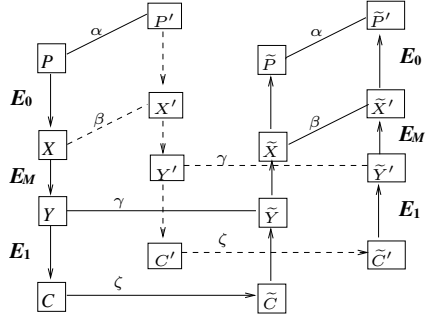 α P′ α P̃′
P P̃
E₀ E₀
β X′ β X̃′
X X̃
E_M E_M
Y′ γ Ỹ′
Y γ Ỹ
E₁ E₁
C′ ζ C̃′
C ζ C̃